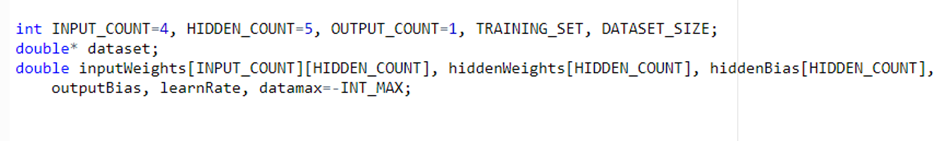 int INPUT_COUNT=4, HIDDEN_COUNT=5, OUTPUT_COUNT=1, TRAINING_SET, DATASET_SIZE;
double* dataset;
double inputWeights[INPUT_COUNT][HIDDEN_COUNT], hiddenWeights[HIDDEN_COUNT], hiddenBias[HIDDEN_COUNT],
outputBias, learnRate, datamax=-INT_MAX;